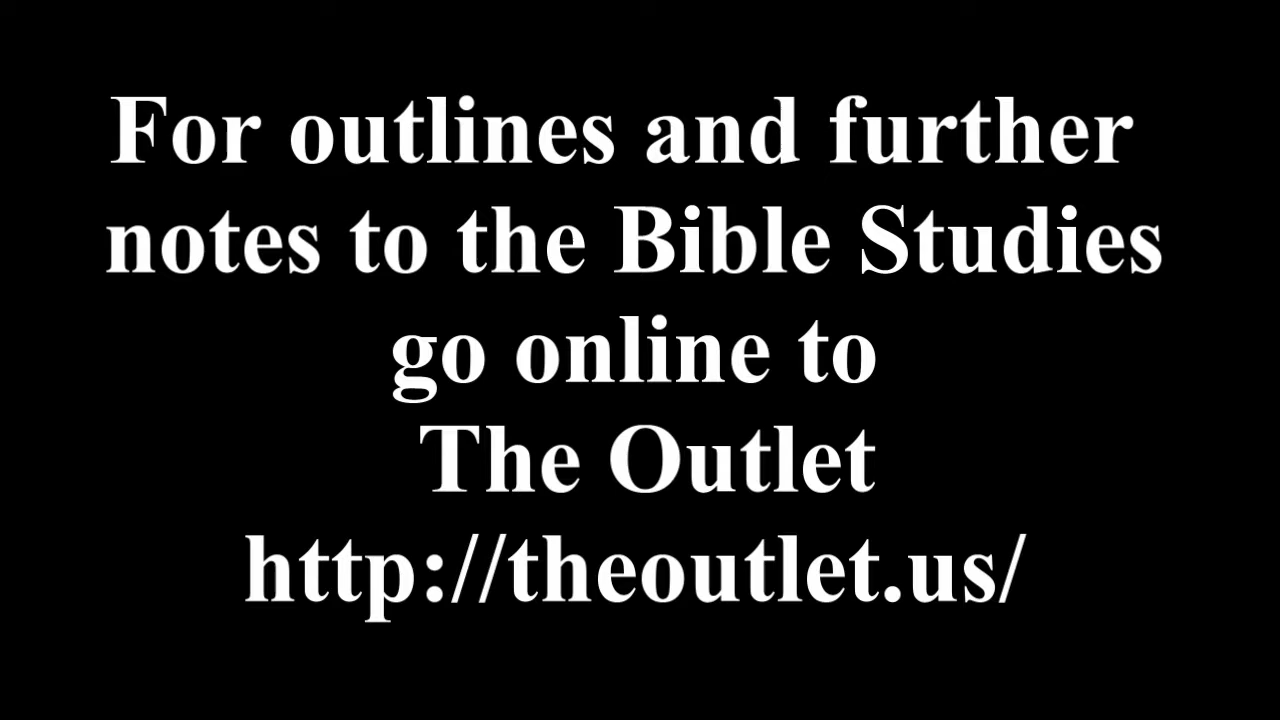 For outlines and further
notes to the Bible Studies
go online to
The Outlet
http://theoutlet.us/